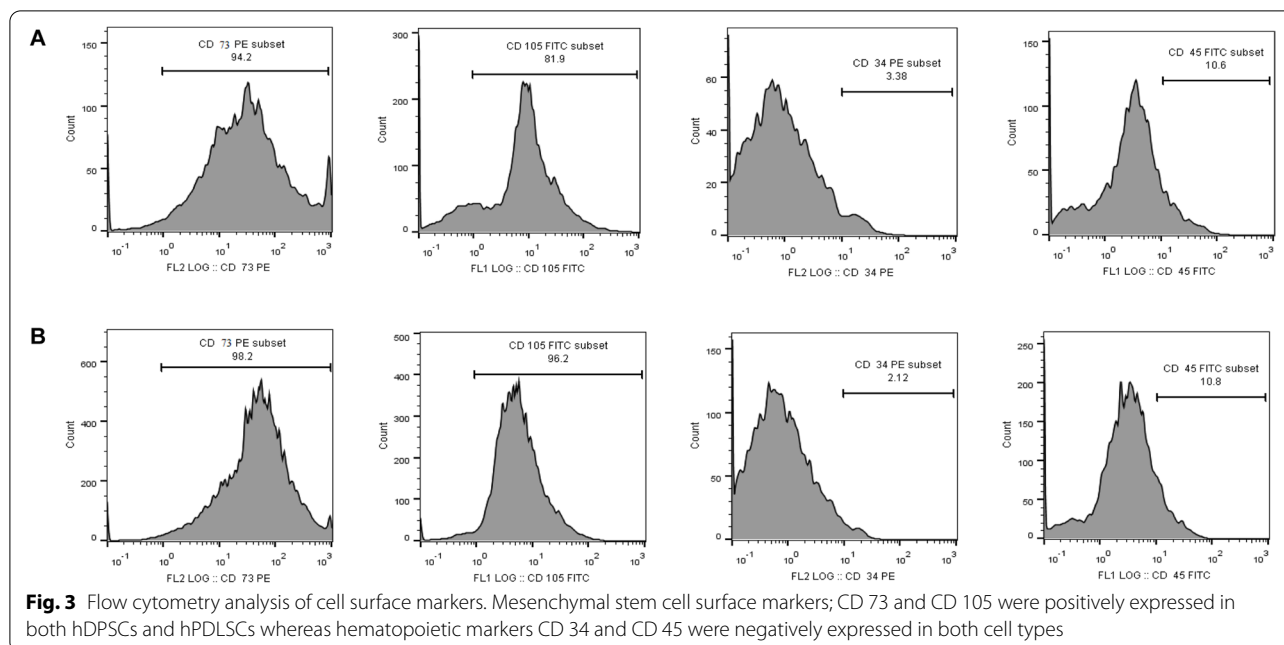 A
CD 73 PE subset
94.2
150
100
50
0
Count
10^-1 10^0 10^1 10^2 10^3
FL2 LOG :: CD 73 PE
CD 105 FITC subset
81.9
300
200
100
0
Count
10^-1 10^0 10^1 10^2 10^3
FL1 LOG :: CD 105 FITC
CD 34 PE subset
3.38
60
40
20
0
Count
10^-1 10^0 10^1 10^2 10^3
FL2 LOG :: CD 34 PE
CD 45 FITC subset
10.6
150
100
50
0
Count
10^-1 10^0 10^1 10^2 10^3
FL1 LOG :: CD 45 FITC
B
CD 73 PE subset
98.2
600
400
200
0
Count
10^-1 10^0 10^1 10^2 10^3
FL2 LOG :: CD 73 PE
CD 105 FITC subset
96.2
500
400
300
200
100
0
Count
10^-1 10^0 10^1 10^2 10^3
FL1 LOG :: CD 105 FITC
CD 34 PE subset
2.12
150
100
50
0
Count
10^-1 10^0 10^1 10^2 10^3
FL2 LOG :: CD 34 PE
CD 45 FITC subset
10.8
250
200
150
100
50
0
Count
10^-1 10^0 10^1 10^2 10^3
FL1 LOG :: CD 45 FITC
Fig. 3 Flow cytometry analysis of cell surface markers. Mesenchymal stem cell surface markers; CD 73 and CD 105 were positively expressed in
both hDPSCs and hPDLSCs whereas hematopoietic markers CD 34 and CD 45 were negatively expressed in both cell types